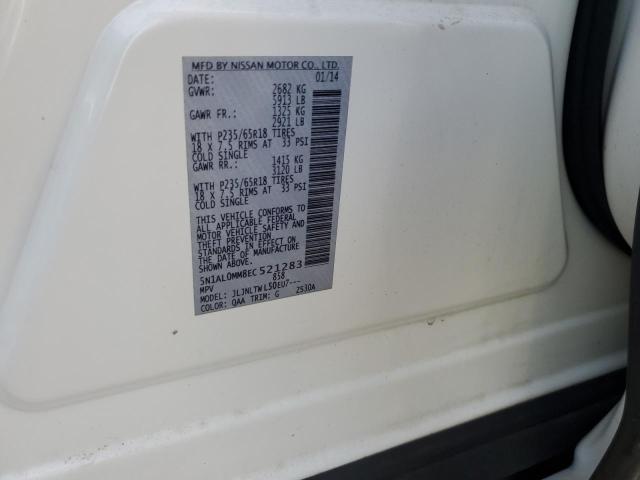 MFD BY NISSAN MOTOR CO., LTD.
DATE: 01/14
GVWR: 2682 KG
5913 LB
GAWR FR.: 1325 KG
2921 LB
WITH P235/65R18 TIRES
18 X 7.5 RIMS AT 33 PSI
COLD SINGLE
GAWR RR.: 1415 KG
3120 LB
WITH P235/65R18 TIRES
18 X 7.5 RIMS AT 33 PSI
COLD SINGLE
THIS VEHICLE CONFORMS TO
ALL APPLICABLE FEDERAL
MOTOR VEHICLE SAFETY AND
THEFT PREVENTION
STANDARDS IN EFFECT ON
THE DATE OF MANUFACTURE
SHOWN ABOVE.
5N1AL0MM8EC521283
MPV 858
MODEL: JLJNLTWL50EU7---
COLOR: QAA TRIM: G Z530A